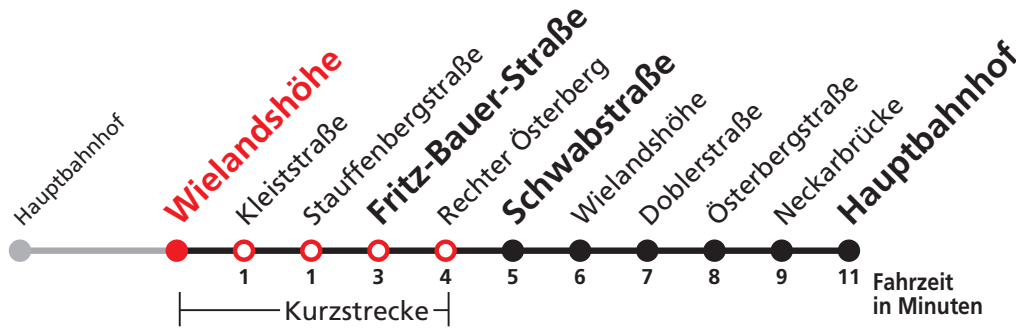 Hauptbahnhof
Wielandshöhe
Kleiststraße
Stauffenbergstraße
Fritz-Bauer-Straße
Rechter Österberg
Schwabstraße
Wielandshöhe
Doblerstraße
Österbergstraße
Neckarbrücke
Hauptbahnhof
1 1 3 4 5 6 7 8 9 11 Fahrzeit
in Minuten
Kurzstrecke